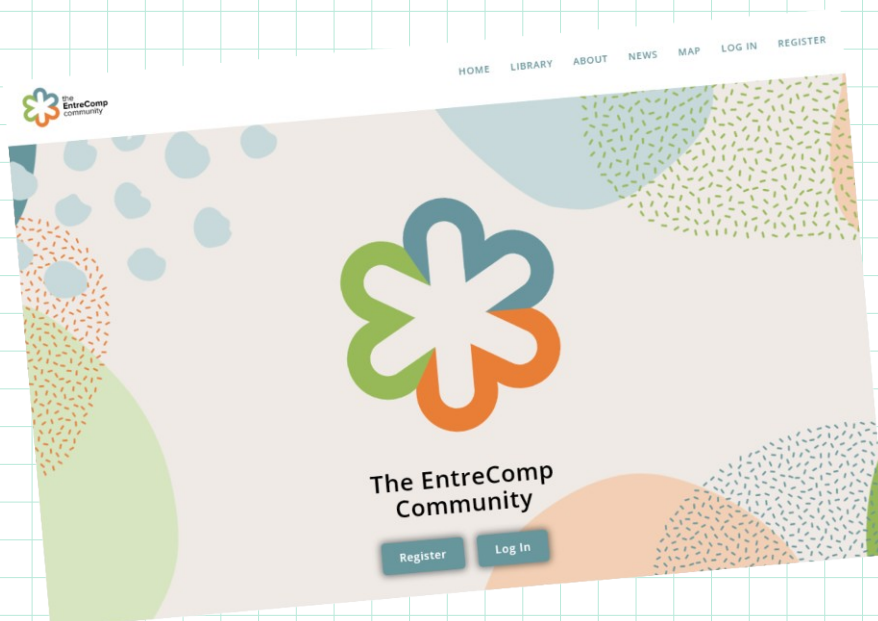 HOME LIBRARY ABOUT NEWS MAP LOG IN REGISTER
the
EntreComp
community
The EntreComp
Community
Register Log In